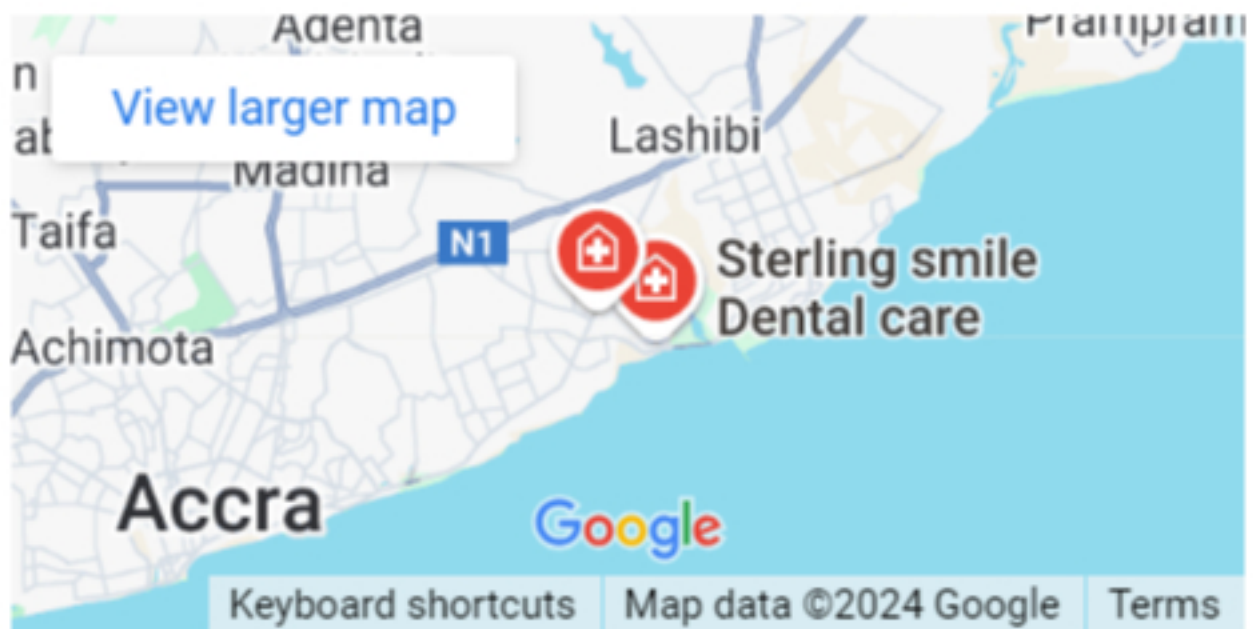 Adenta
Prampram
n
View larger map
ab
Lashibi
Madina
Taifa
N1
Sterling smile
Dental care
Achimota
Accra
Google
Keyboard shortcuts
Map data ©2024 Google
Terms